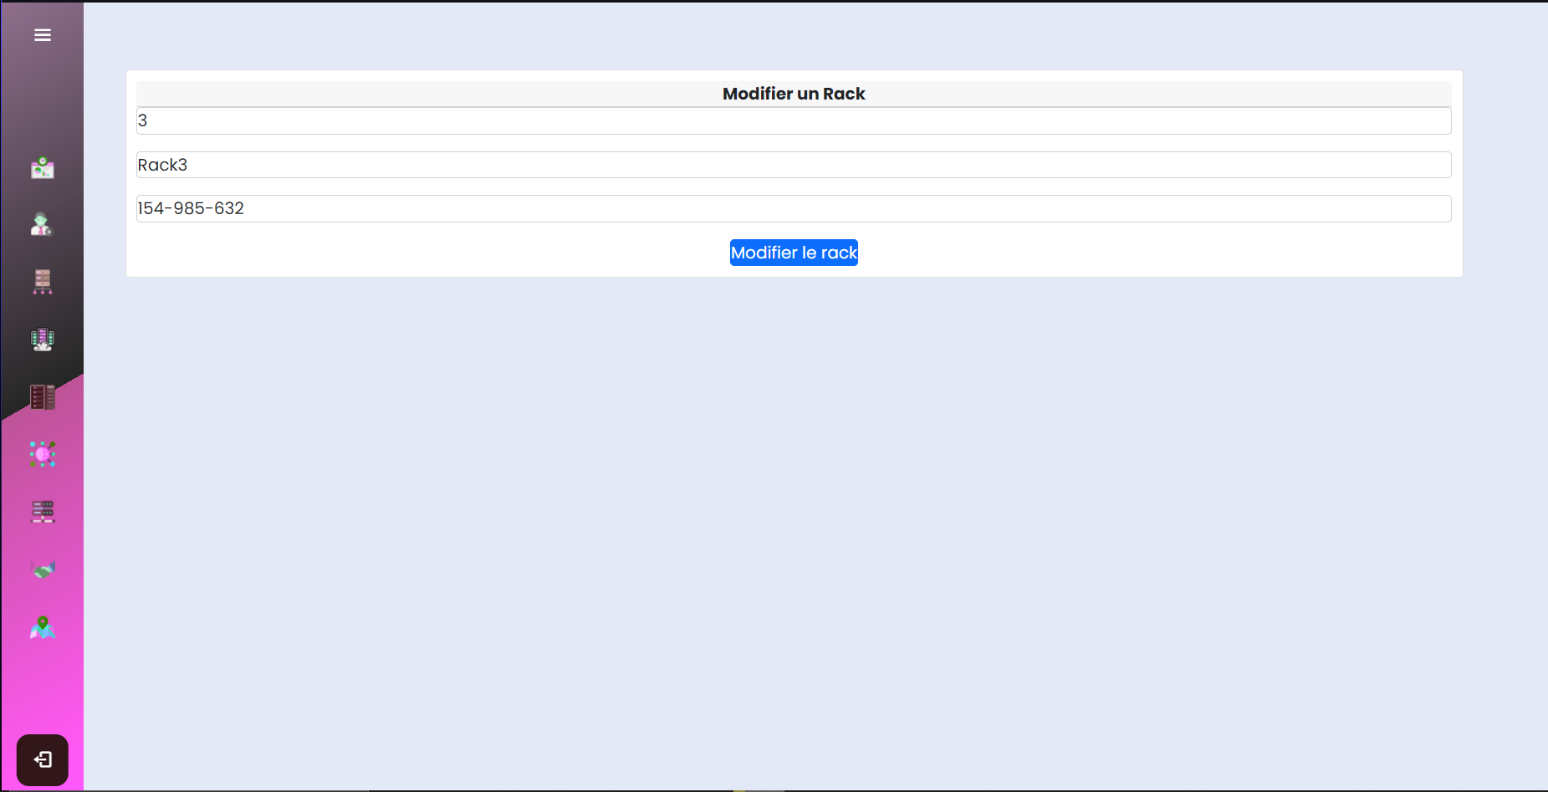 Modifier un Rack
3
Rack3
154-985-632
Modifier le rack